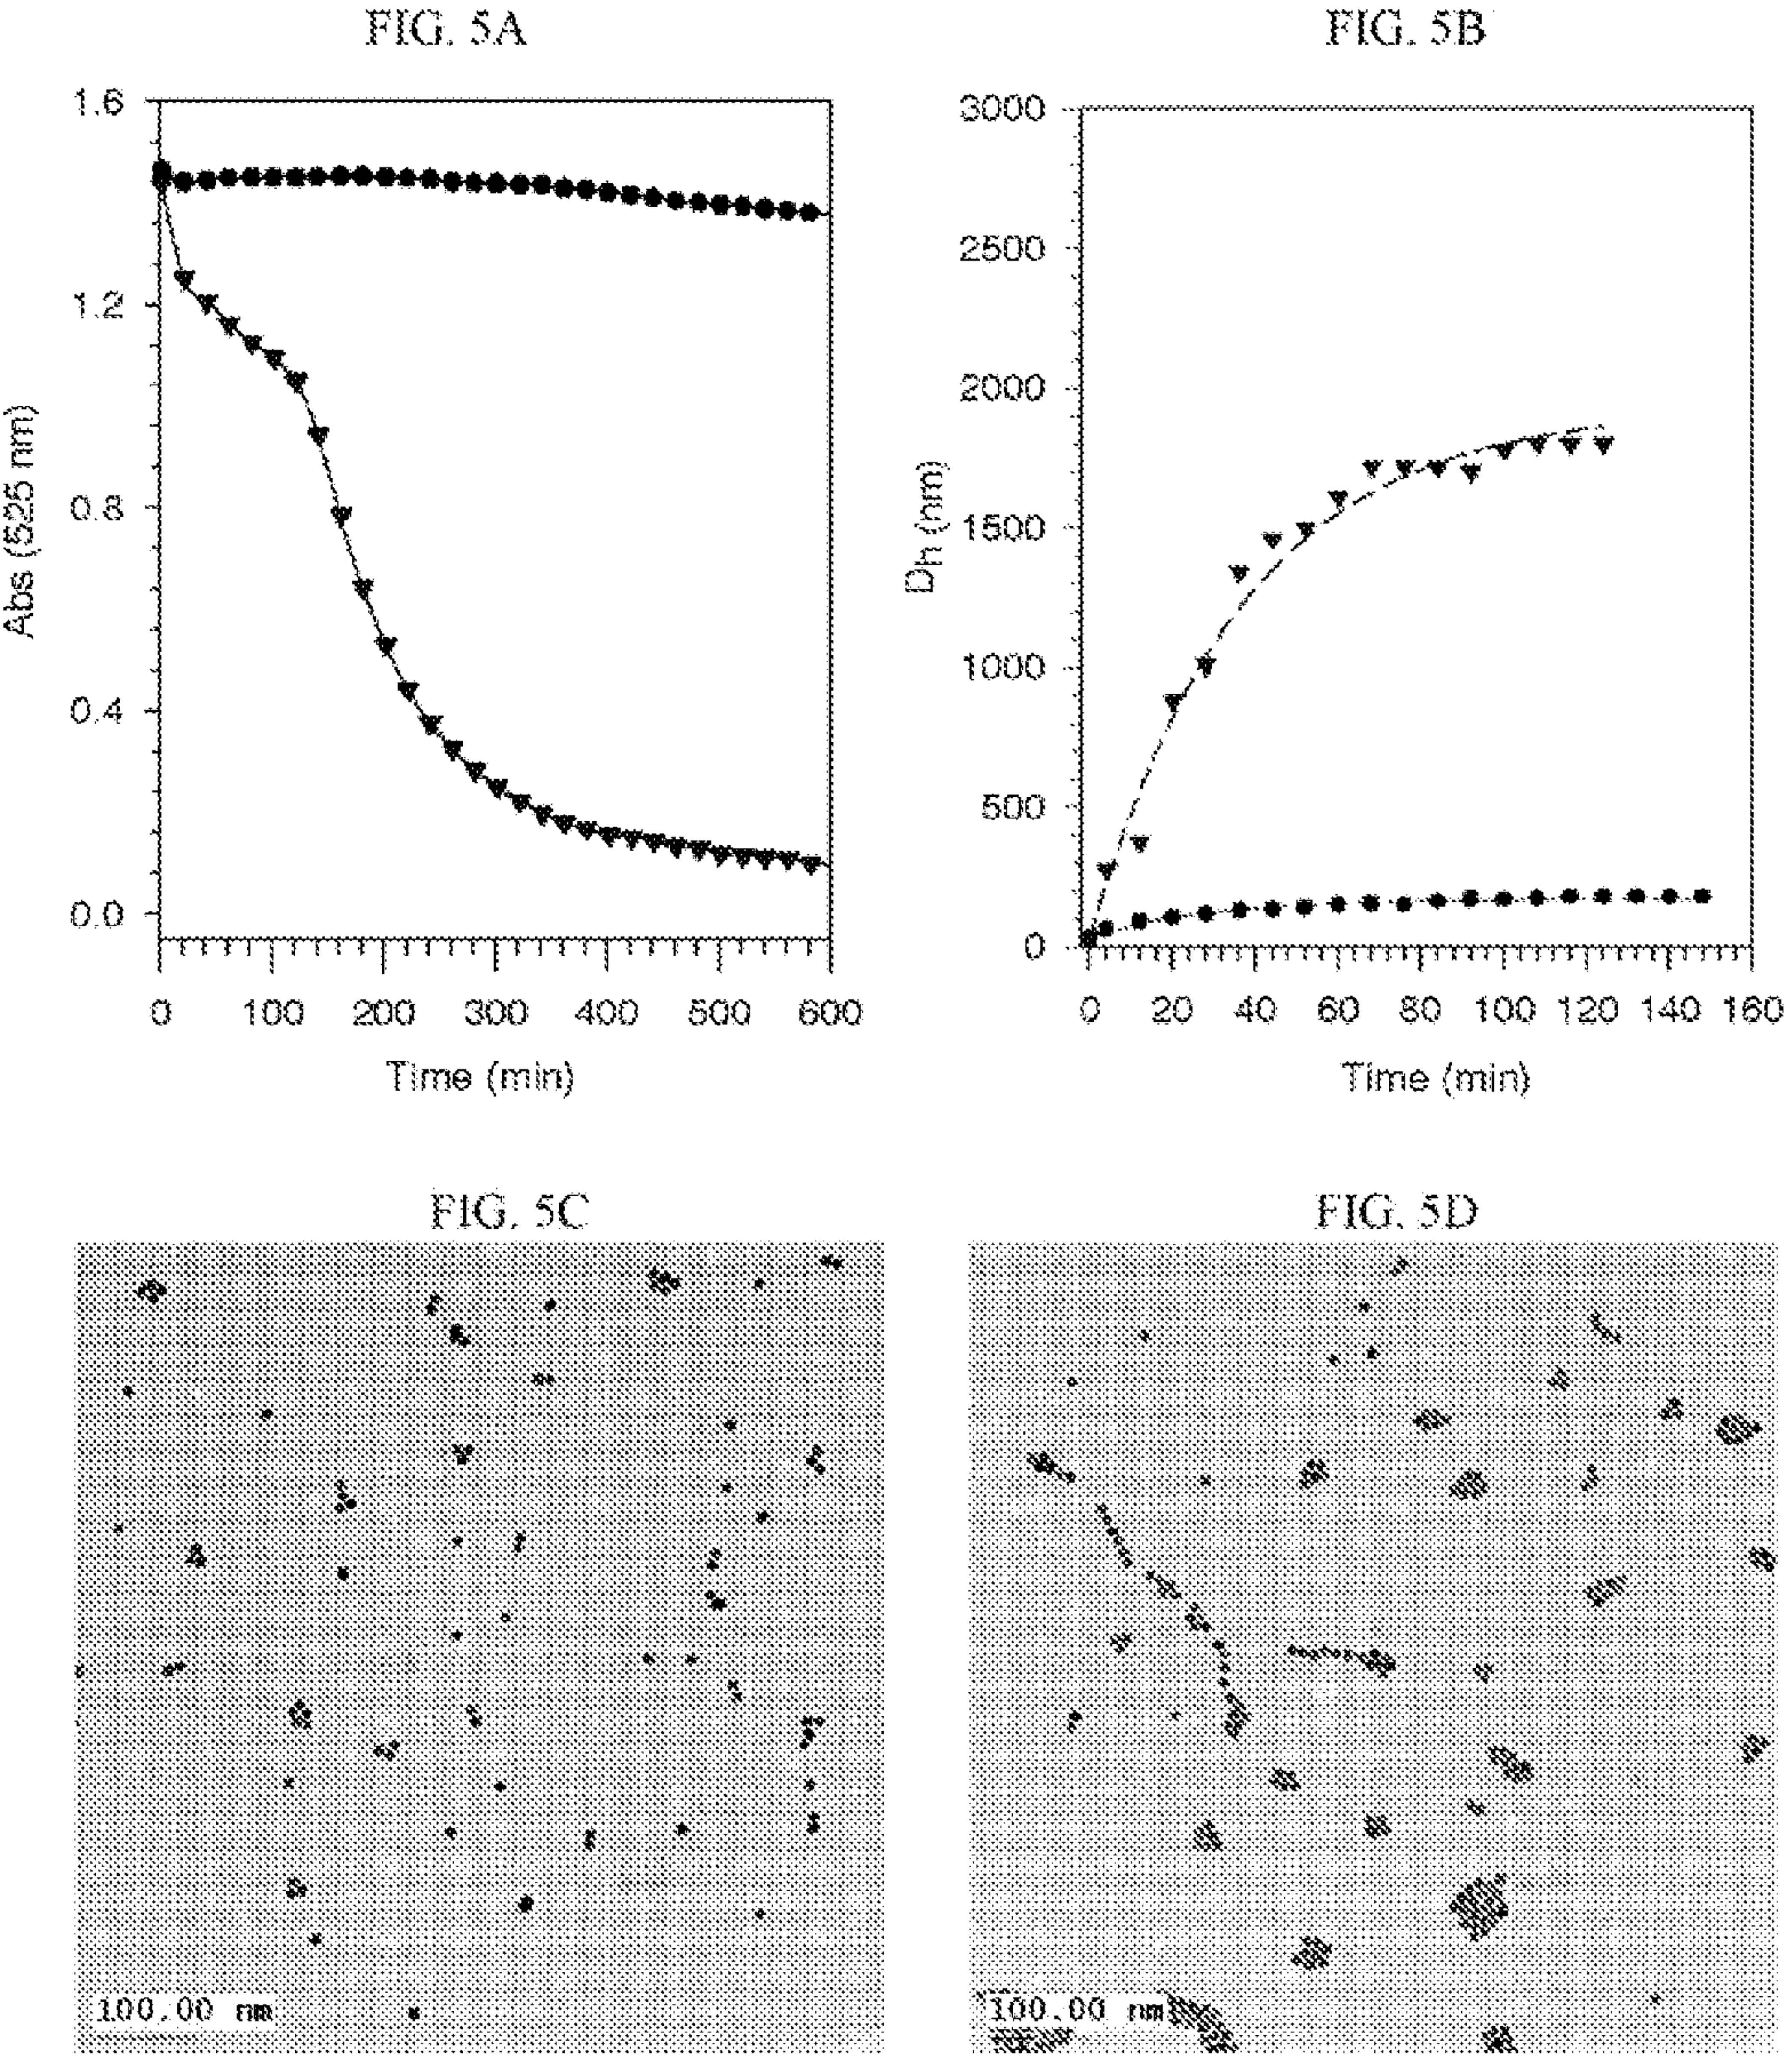 FIG. 5A
FIG. 5B
1.6
1.2
0.8
0.4
0.0
Abs (525 nm)
0 100 200 300 400 500 600
Time (min)
3000
2500
2000
1500
1000
500
0
Dh (nm)
0 20 40 60 80 100 120 140 160
Time (min)
FIG. 5C
FIG. 5D
100.00 nm
100.00 nm